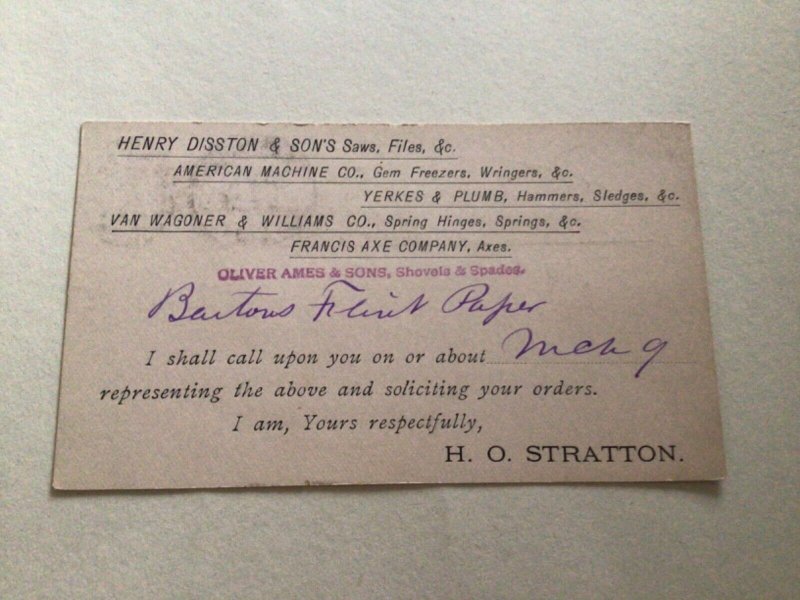 HENRY DISSTON & SON'S Saws, Files, &c.
AMERICAN MACHINE CO., Gem Freezers, Wringers, &c.
YERKES & PLUMB, Hammers, Sledges, &c.
VAN WAGONER & WILLIAMS CO., Spring Hinges, Springs, &c.
FRANCIS AXE COMPANY, Axes.
OLIVER AMES & SONS, Shovels & Spades.
Bartons Flint Paper
I shall call upon you on or about Mch 9
representing the above and soliciting your orders.
I am, Yours respectfully,
H. O. STRATTON.